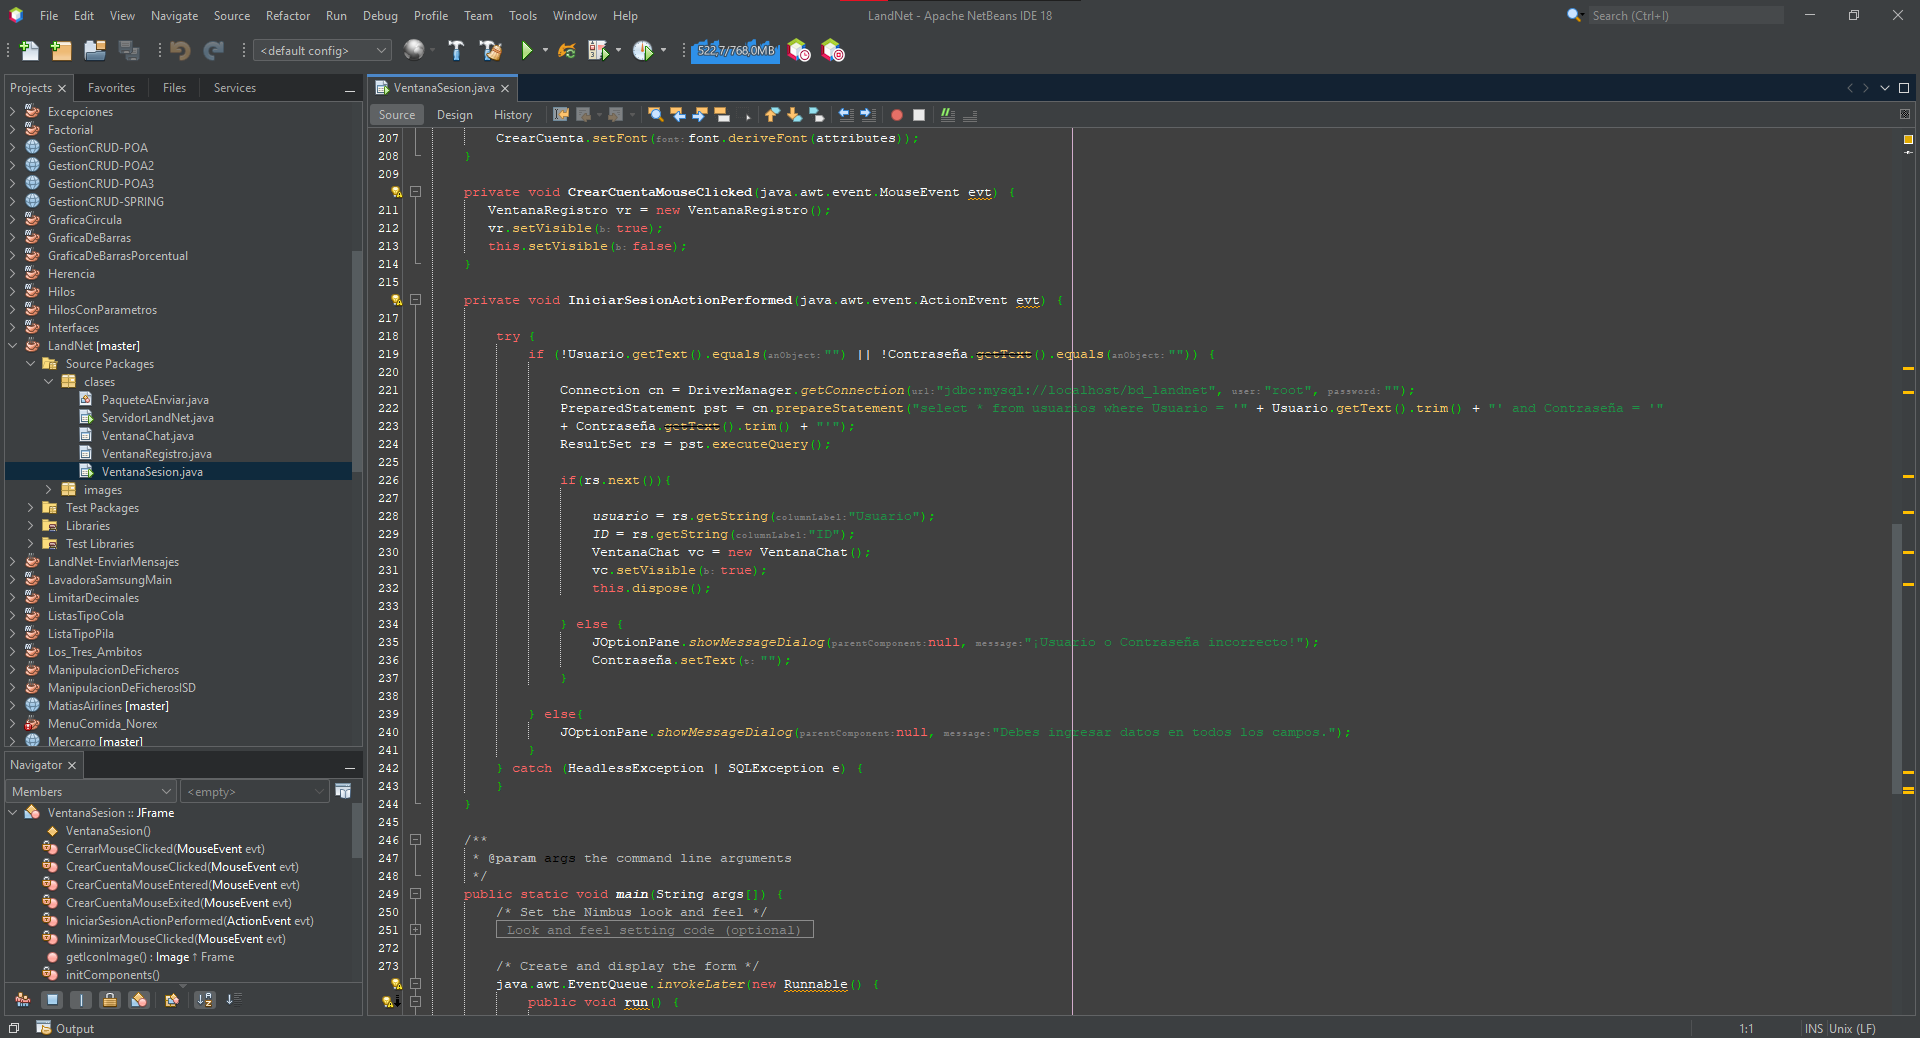 File Edit View Navigate Source Refactor Run Debug Profile Team Tools Window Help
LandNet - Apache NetBeans IDE 18
Search (Ctrl+I)
<default config>
522,7/768,0MB
Projects Favorites Files Services
Excepciones
Factorial
GestionCRUD-POA
GestionCRUD-POA2
GestionCRUD-POA3
GestionCRUD-SPRING
GraficaCircula
GraficaDeBarras
GraficaDeBarrasPorcentual
Herencia
Hilos
HilosConParametros
Interfaces
LandNet [master]
Source Packages
clases
PaqueteAEnviar.java
ServidorLandNet.java
VentanaChat.java
VentanaRegistro.java
VentanaSesion.java
images
Test Packages
Libraries
Test Libraries
LandNet-EnviarMensajes
LavadoraSamsungMain
LimitarDecimales
ListasTipoCola
ListaTipoPila
Los_Tres_Ambitos
ManipulacionDeFicheros
ManipulacionDeFicherosISD
MatiasAirlines [master]
MenuComida_Norex
Mercarro [master]
Navigator
Members <empty>
VentanaSesion :: JFrame
VentanaSesion()
CerrarMouseClicked(MouseEvent evt)
CrearCuentaMouseClicked(MouseEvent evt)
CrearCuentaMouseEntered(MouseEvent evt)
CrearCuentaMouseExited(MouseEvent evt)
IniciarSesionActionPerformed(ActionEvent evt)
MinimizarMouseClicked(MouseEvent evt)
getIconImage() : Image ↑ Frame
initComponents()
VentanaSesion.java
Source Design History
207 CrearCuenta.setFont(font: font.deriveFont(attributes));
208 }
209
private void CrearCuentaMouseClicked(java.awt.event.MouseEvent evt) {
211 VentanaRegistro vr = new VentanaRegistro();
212 vr.setVisible(b: true);
213 this.setVisible(b: false);
214 }
215
private void IniciarSesionActionPerformed(java.awt.event.ActionEvent evt) {
217
218 try {
219 if (!Usuario.getText().equals(anObject: "") || !Contraseña.getText().equals(anObject: "")) {
220
221 Connection cn = DriverManager.getConnection(url: "jdbc:mysql://localhost/bd_landnet", user: "root", password: "");
222 PreparedStatement pst = cn.prepareStatement("select * from usuarios where Usuario = '" + Usuario.getText().trim() + "' and Contraseña = '"
223 + Contraseña.getText().trim() + "'");
224 ResultSet rs = pst.executeQuery();
225
226 if(rs.next()){
227
228 usuario = rs.getString(columnLabel: "Usuario");
229 ID = rs.getString(columnLabel: "ID");
230 VentanaChat vc = new VentanaChat();
231 vc.setVisible(b: true);
232 this.dispose();
233
234 } else {
235 JOptionPane.showMessageDialog(parentComponent: null, message: "¡Usuario o Contraseña incorrecto!");
236 Contraseña.setText(t: "");
237 }
238
239 } else{
240 JOptionPane.showMessageDialog(parentComponent: null, message: "Debes ingresar datos en todos los campos.");
241 }
242 } catch (HeadlessException | SQLException e) {
243 }
244 }
245
246 /**
247 * @param args the command line arguments
248 */
249 public static void main(String args[]) {
250 /* Set the Nimbus look and feel */
251 Look and feel setting code (optional)
272
273 /* Create and display the form */
java.awt.EventQueue.invokeLater(new Runnable() {
public void run() {
Output
1:1 INS Unix (LF)